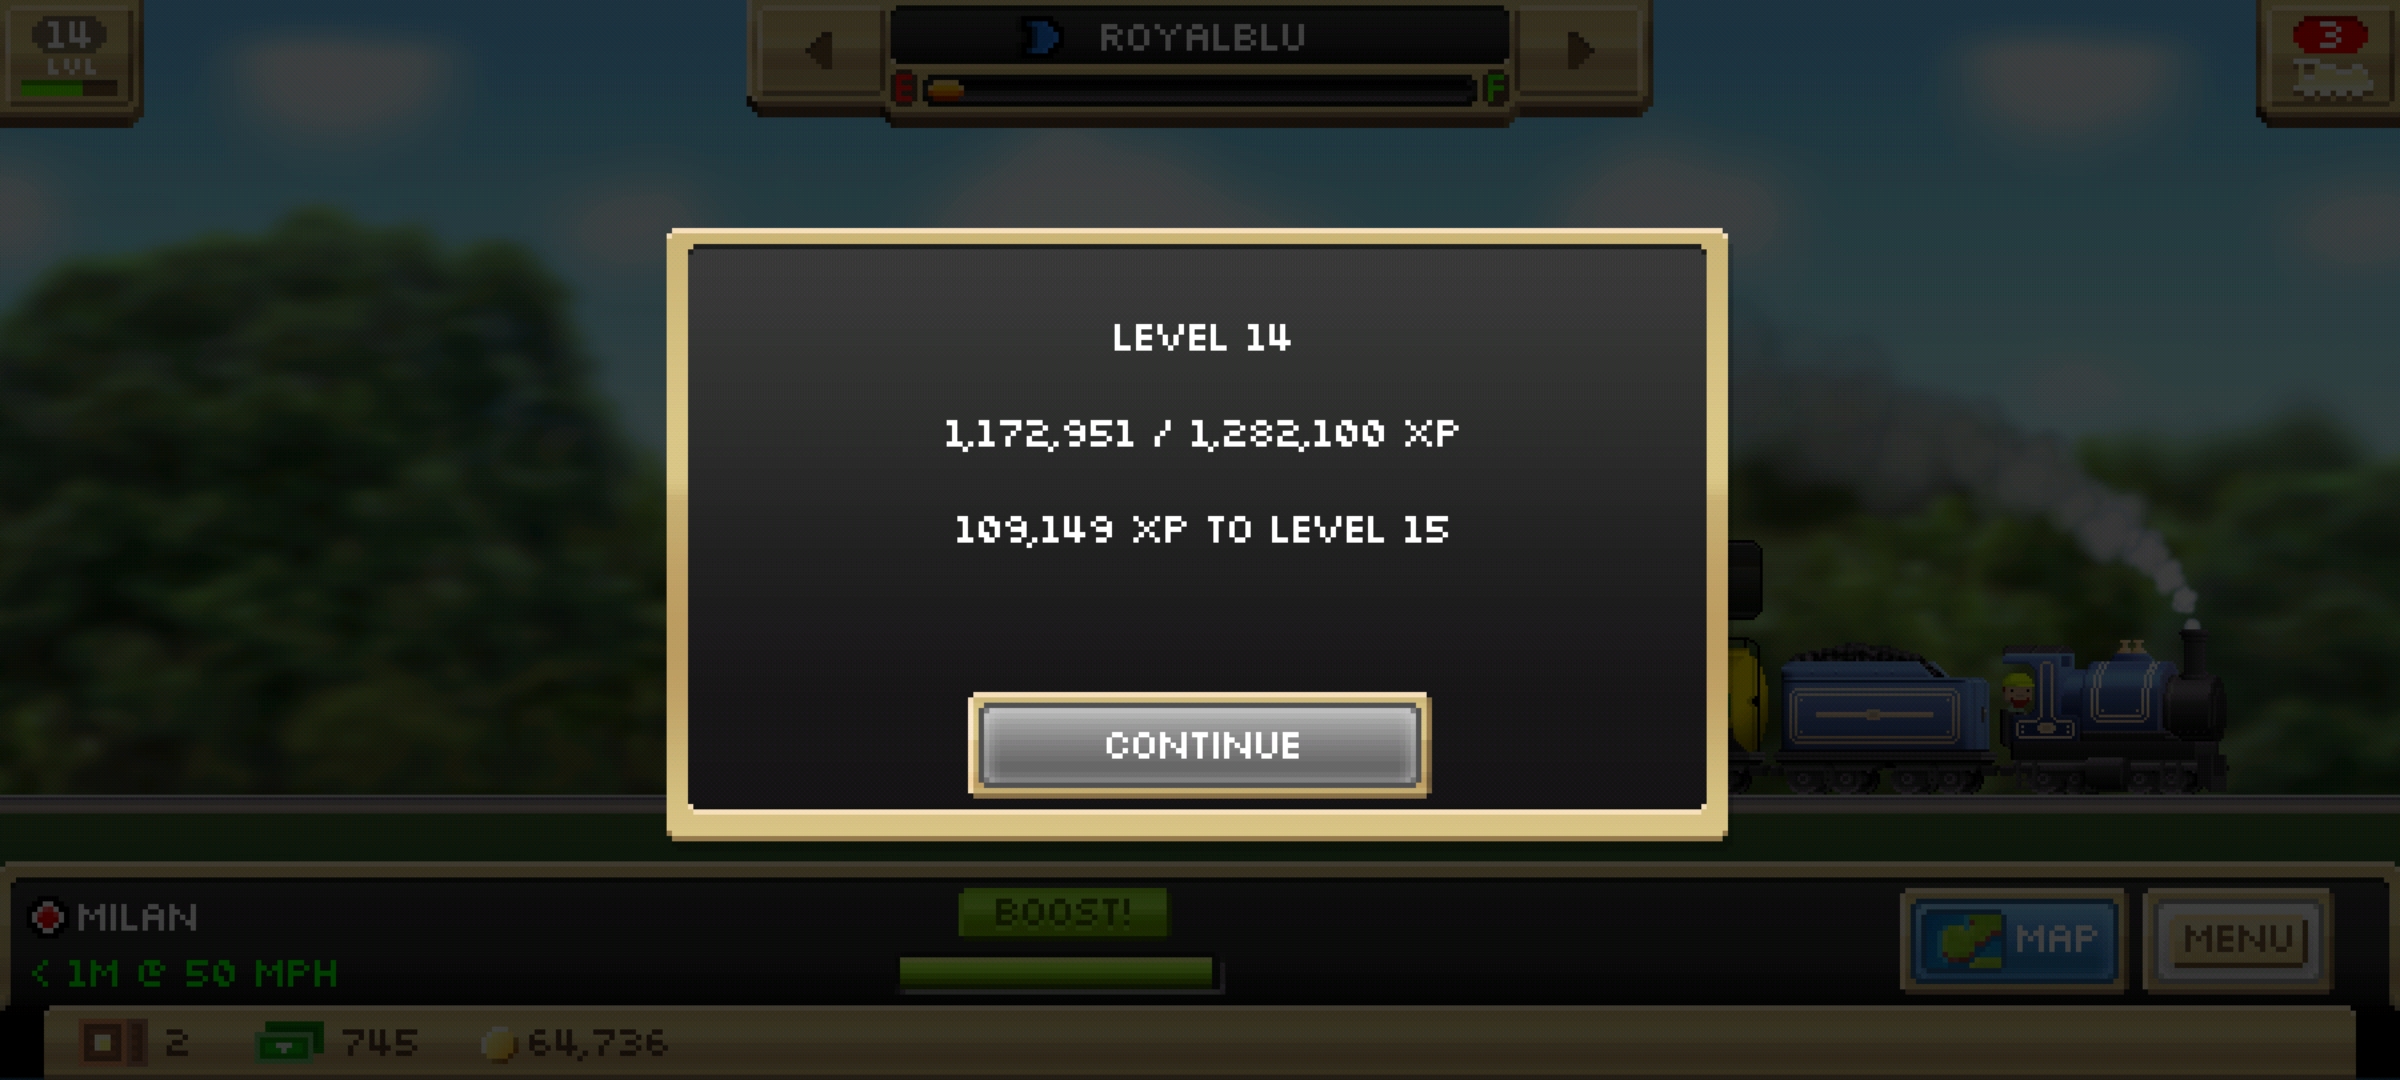 14
LVL
ROYALBLU
E F
3
LEVEL 14
1,172,951 / 1,282,100 XP
109,149 XP TO LEVEL 15
CONTINUE
MILAN
< 1M @ 50 MPH
BOOST!
MAP
MENU
2 745 64,736